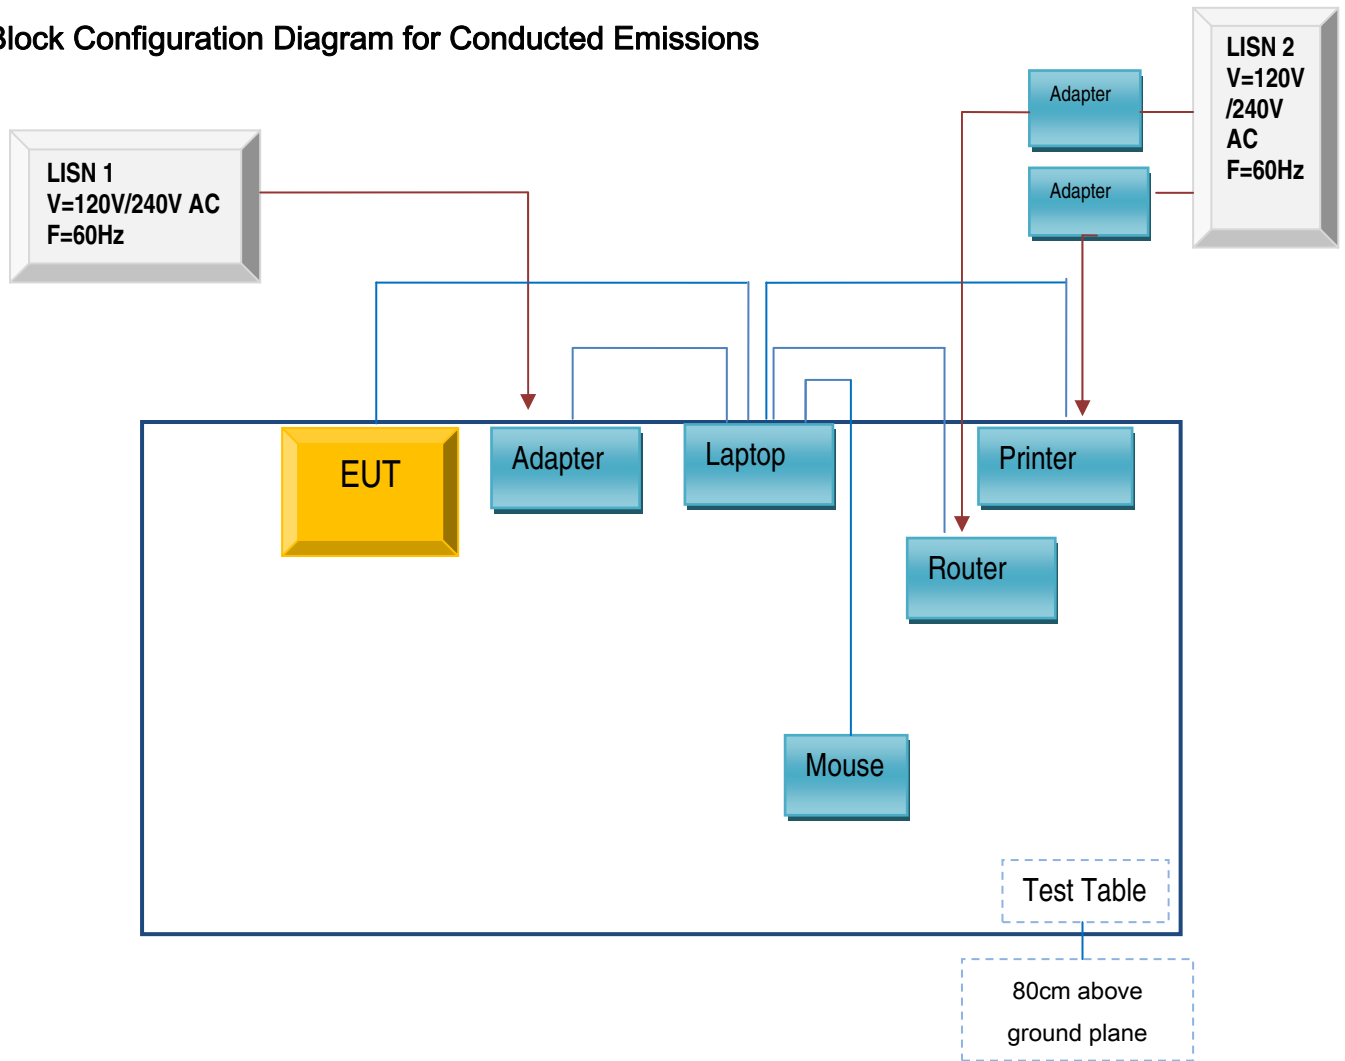 Block Configuration Diagram for Conducted Emissions
LISN 2
V=120V
/240V
AC
F=60Hz
Adapter
Adapter
LISN 1
V=120V/240V AC
F=60Hz
EUT
Adapter
Laptop
Printer
Router
Mouse
Test Table
80cm above
ground plane